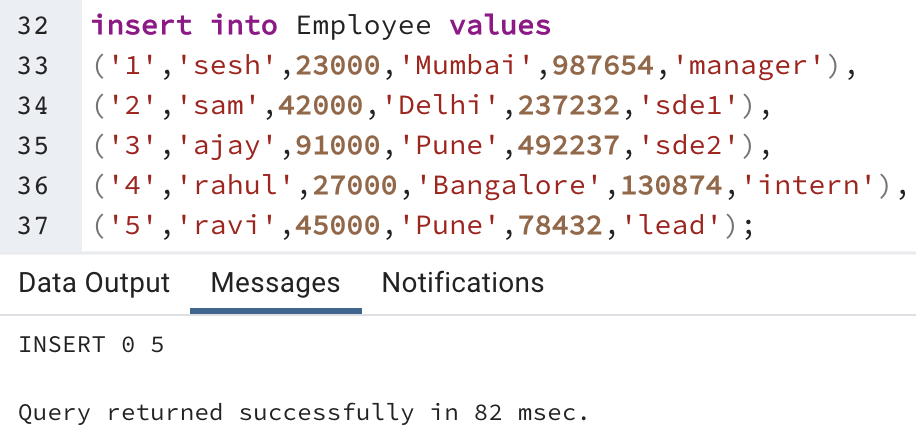 32 insert into Employee values
33 ('1','sesh',23000,'Mumbai',987654,'manager'),
34 ('2','sam',42000,'Delhi',237232,'sde1'),
35 ('3','ajay',91000,'Pune',492237,'sde2'),
36 ('4','rahul',27000,'Bangalore',130874,'intern'),
37 ('5','ravi',45000,'Pune',78432,'lead');
Data Output Messages Notifications
INSERT 0 5
Query returned successfully in 82 msec.